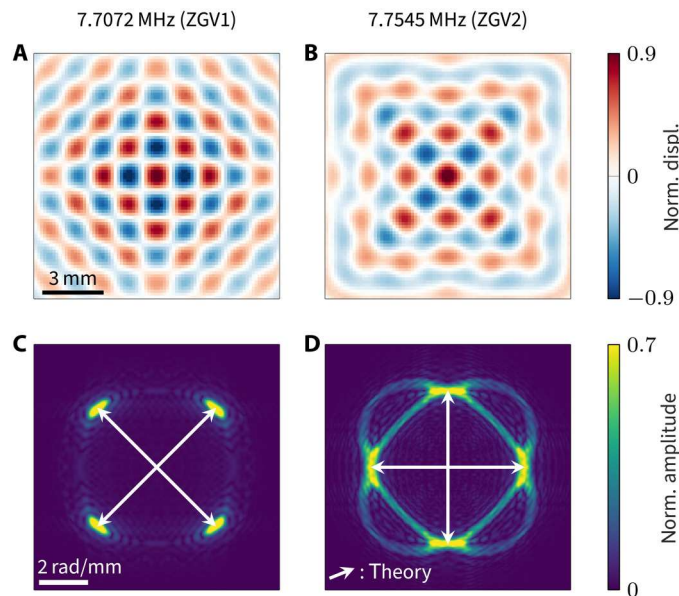 7.7072 MHz (ZGV1)
7.7545 MHz (ZGV2)
A
B
3 mm
0.9
0
−0.9
Norm. displ.
C
D
2 rad/mm
: Theory
0.7
0
Norm. amplitude